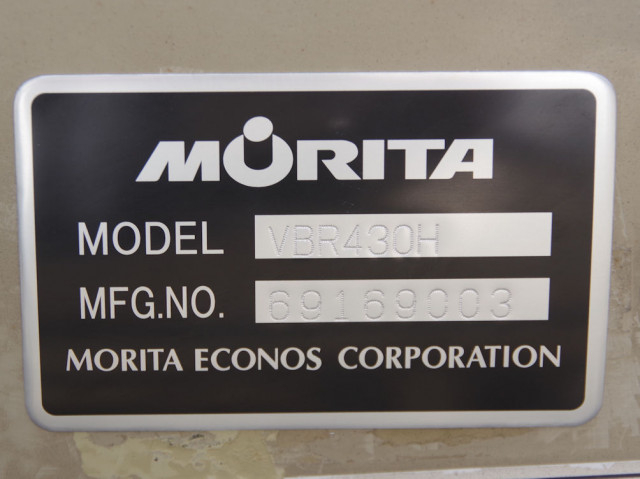 MORITA
MODEL VBR430H
MFG.NO. 69169003
MORITA ECONOS CORPORATION